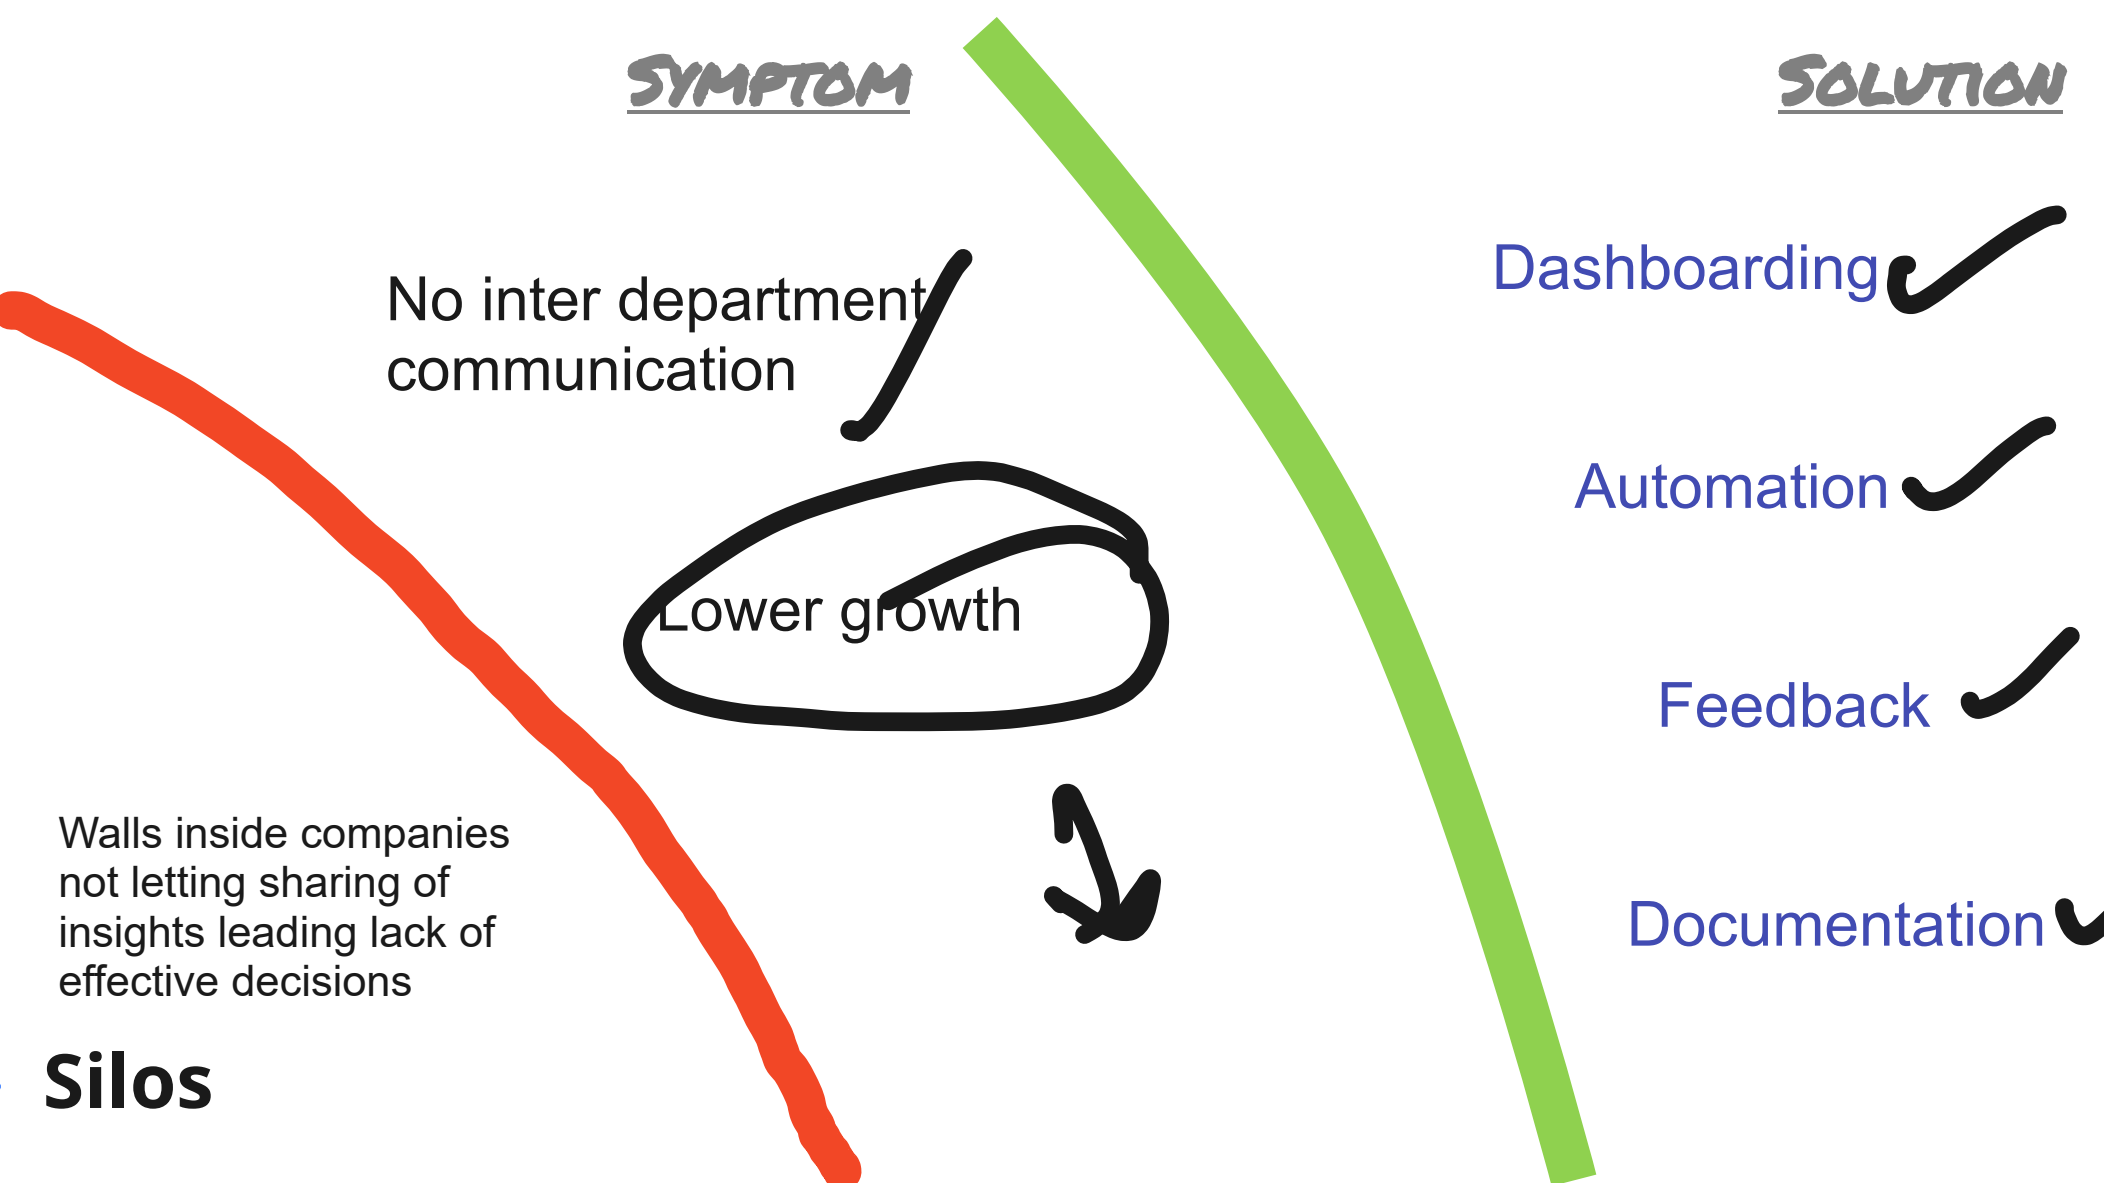 Symptom
Solution
No inter department
communication
Lower growth
Dashboarding
Automation
Feedback
Documentation
Walls inside companies
not letting sharing of
insights leading lack of
effective decisions
Silos